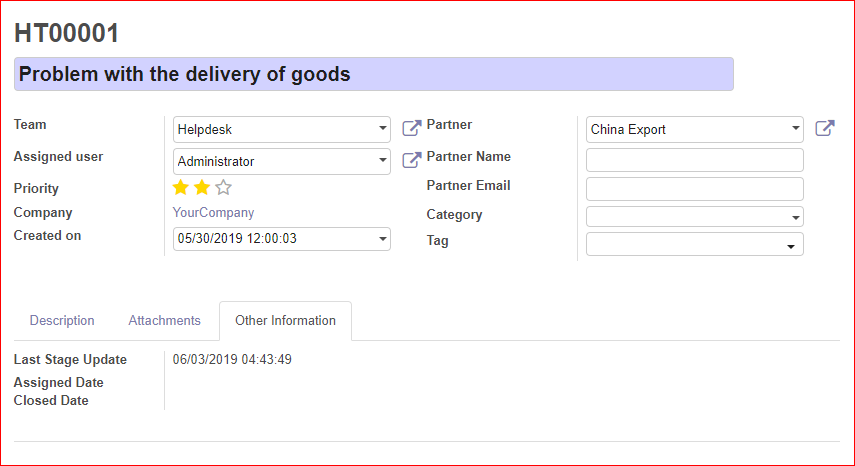 HT00001
Problem with the delivery of goods
Team Helpdesk Partner China Export
Assigned user Administrator Partner Name
Priority Partner Email
Company YourCompany Category
Created on 05/30/2019 12:00:03 Tag
Description Attachments Other Information
Last Stage Update 06/03/2019 04:43:49
Assigned Date
Closed Date